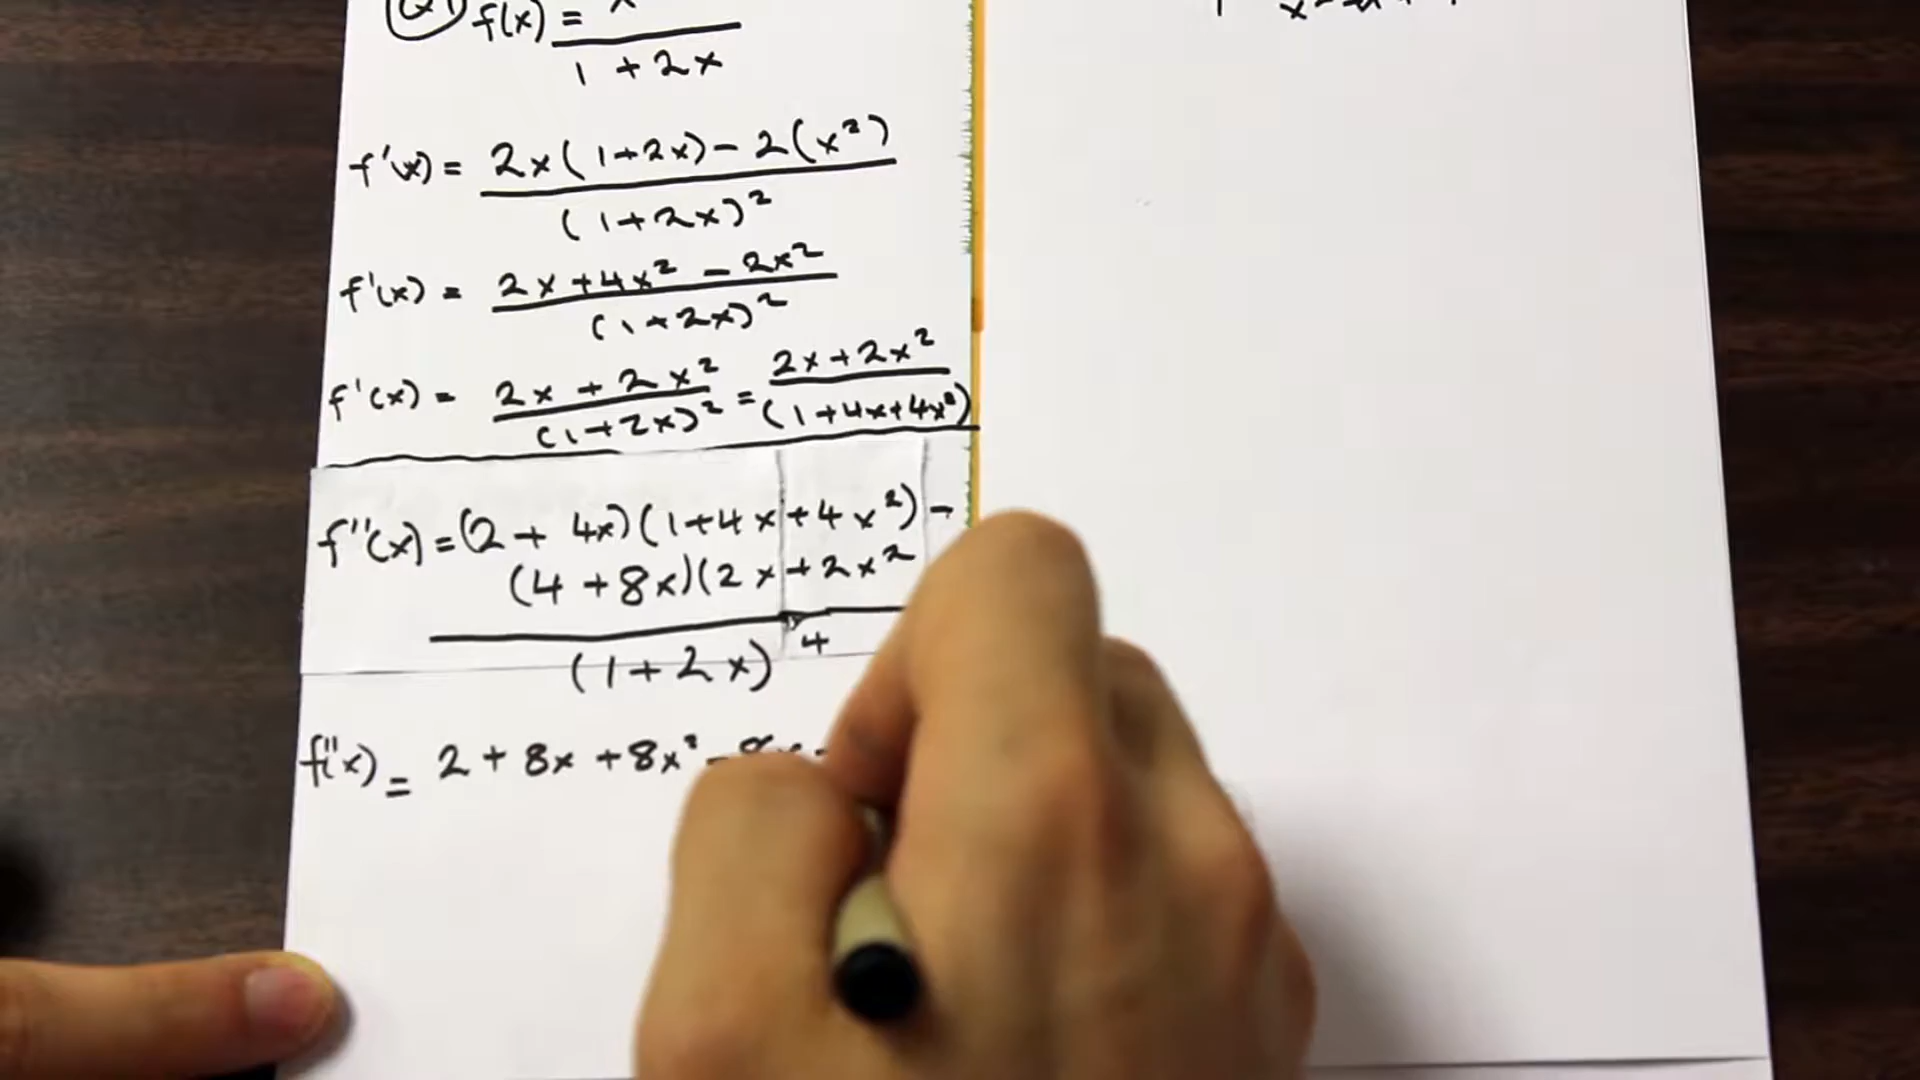 f(x) =
1 + 2x
f'(x) = 2x(1+2x) - 2(x²)
(1+2x)²
f'(x) = 2x + 4x² - 2x²
(1+2x)²
f'(x) = 2x + 2x² = 2x + 2x²
(1+2x)² (1+4x+4x²)
f''(x) = (2 + 4x)(1+4x+4x²) -
(4 + 8x)(2x + 2x²
(1 + 2x)⁴
f''(x) = 2 + 8x + 8x² - 8x -